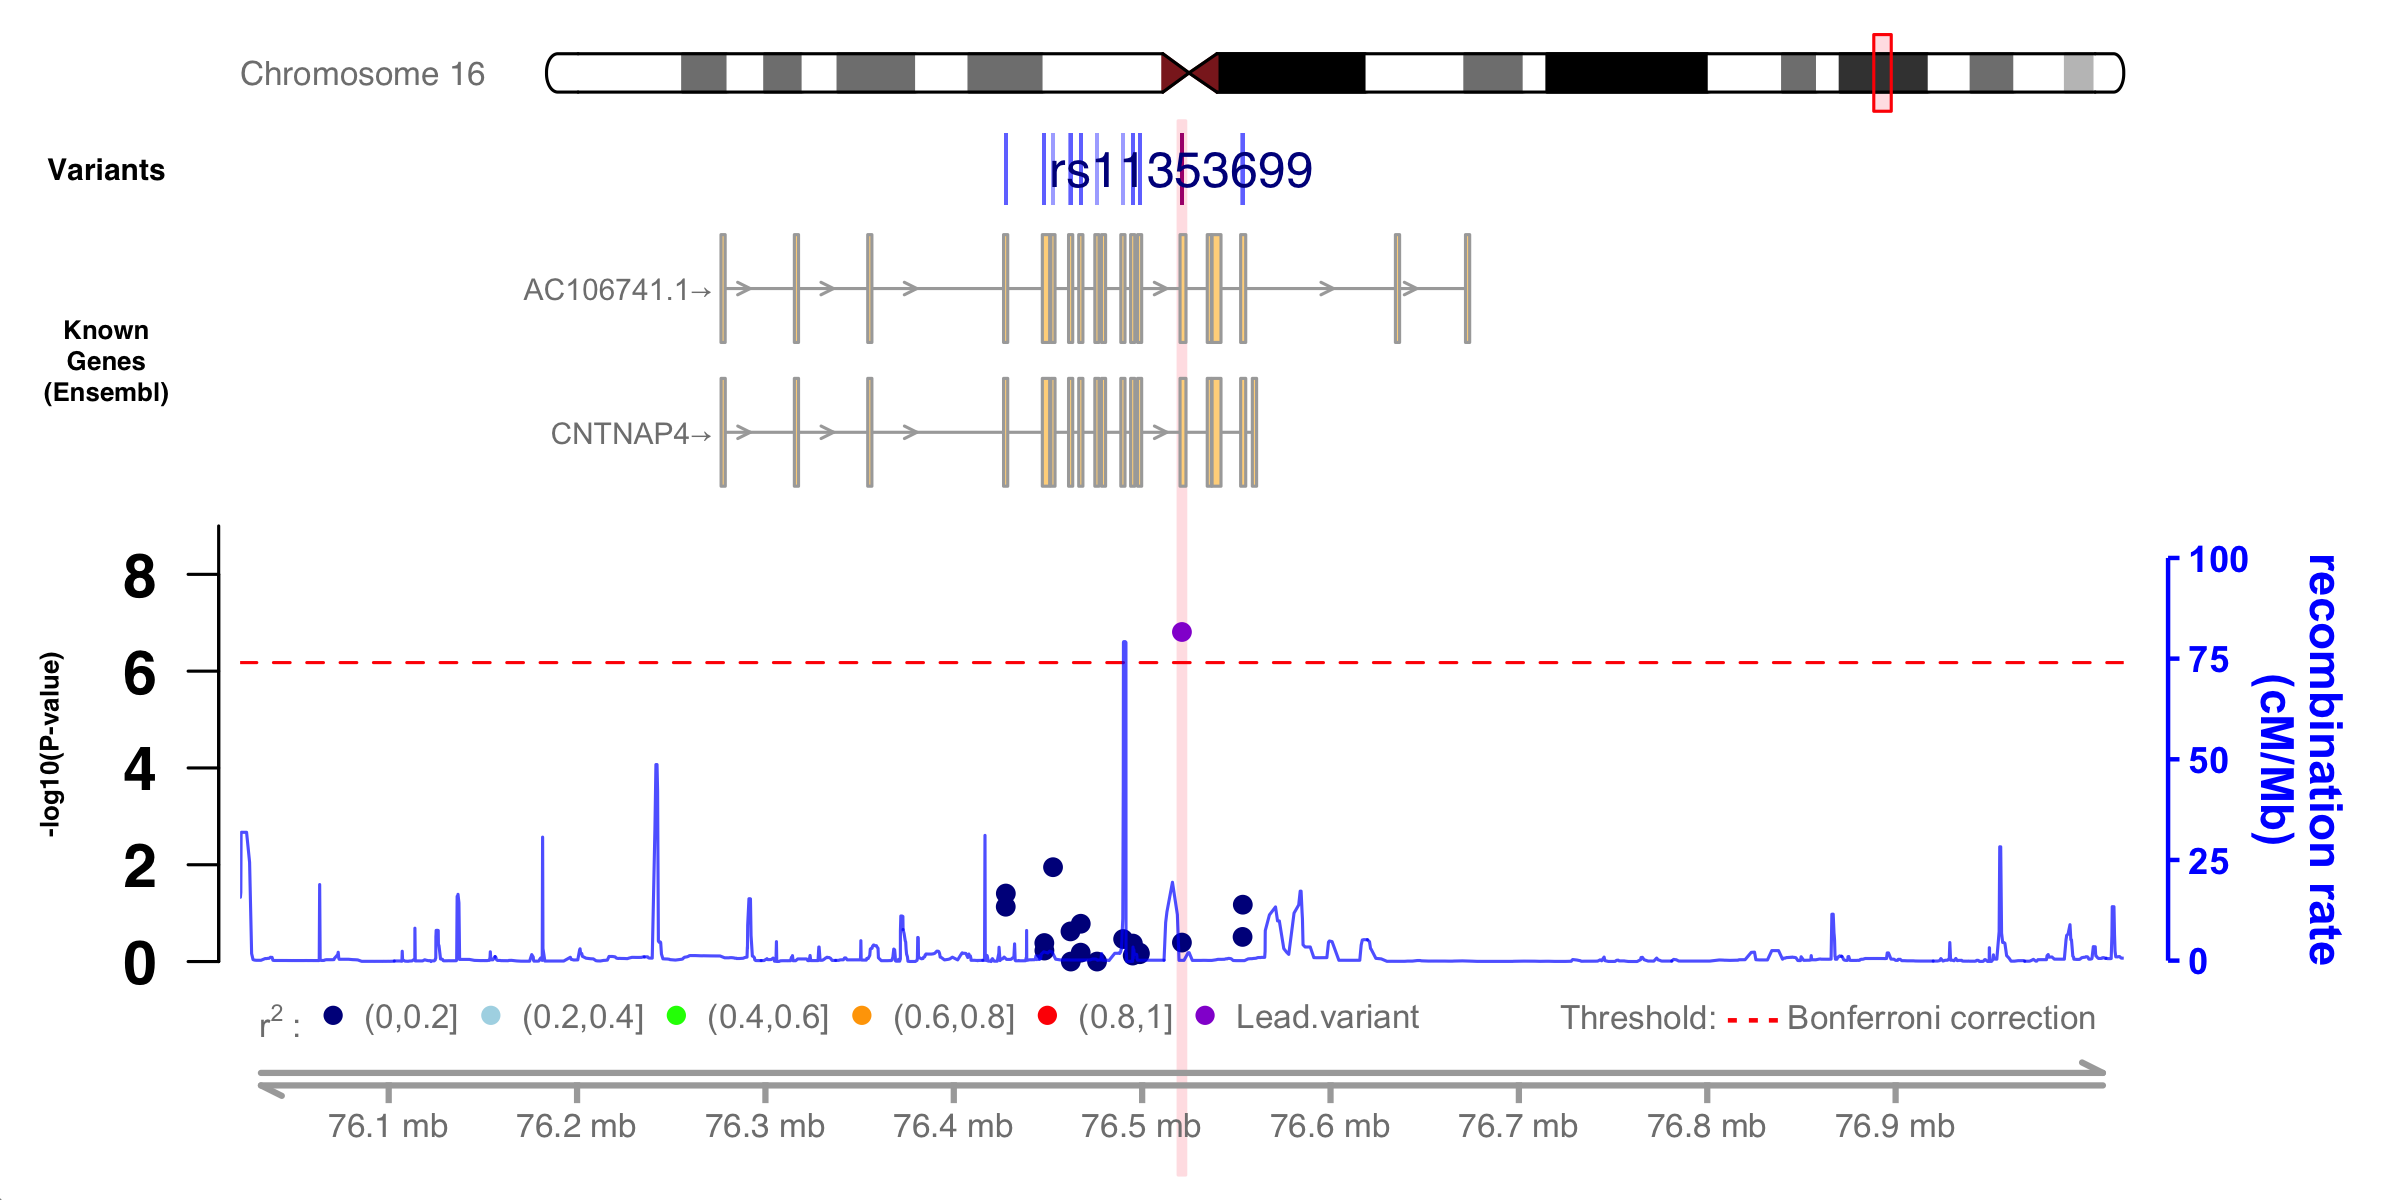 Chromosome 16
Variants
rs11353699
AC106741.1→
Known
Genes
(Ensembl)
CNTNAP4→
-log10(P-value)
8
6
4
2
0
100
75
50
25
0
recombination rate
(cM/Mb)
r2 : (0,0.2] (0.2,0.4] (0.4,0.6] (0.6,0.8] (0.8,1] Lead.variant Threshold: Bonferroni correction
76.1 mb 76.2 mb 76.3 mb 76.4 mb 76.5 mb 76.6 mb 76.7 mb 76.8 mb 76.9 mb